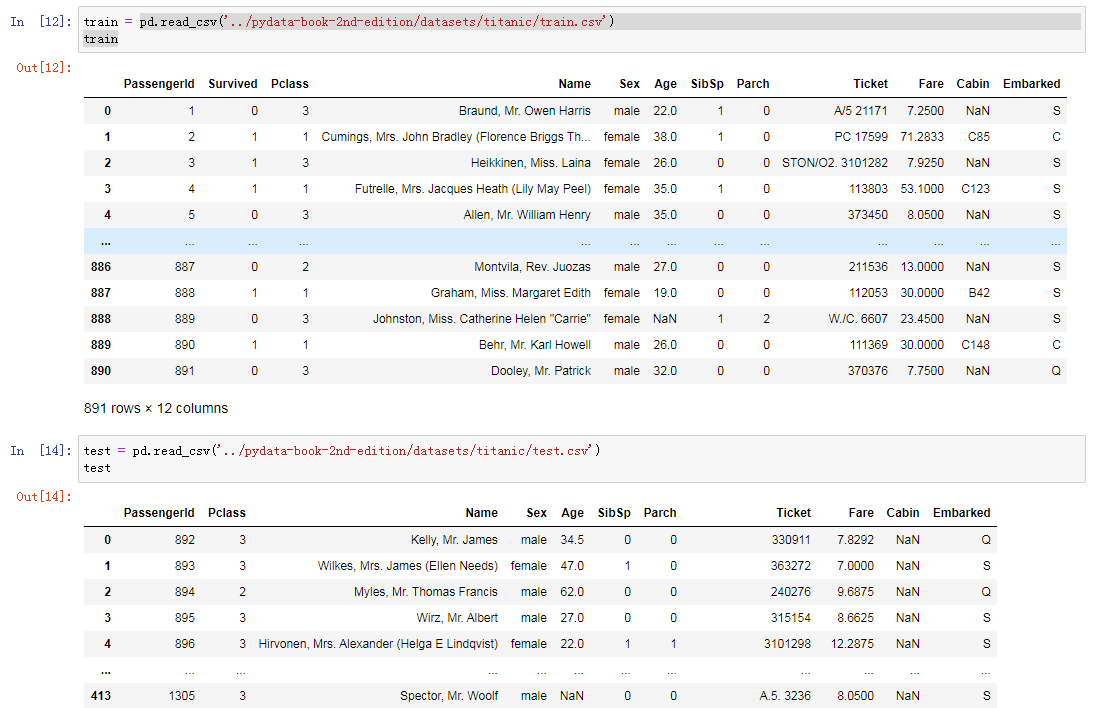 In [12]: train = pd.read_csv('../pydata-book-2nd-edition/datasets/titanic/train.csv')
train
Out[12]:
PassengerId Survived Pclass Name Sex Age SibSp Parch Ticket Fare Cabin Embarked
0 1 0 3 Braund, Mr. Owen Harris male 22.0 1 0 A/5 21171 7.2500 NaN S
1 2 1 1 Cumings, Mrs. John Bradley (Florence Briggs Th... female 38.0 1 0 PC 17599 71.2833 C85 C
2 3 1 3 Heikkinen, Miss. Laina female 26.0 0 0 STON/O2. 3101282 7.9250 NaN S
3 4 1 1 Futrelle, Mrs. Jacques Heath (Lily May Peel) female 35.0 1 0 113803 53.1000 C123 S
4 5 0 3 Allen, Mr. William Henry male 35.0 0 0 373450 8.0500 NaN S
... ... ... ... ... ... ... ... ... ... ... ... ...
886 887 0 2 Montvila, Rev. Juozas male 27.0 0 0 211536 13.0000 NaN S
887 888 1 1 Graham, Miss. Margaret Edith female 19.0 0 0 112053 30.0000 B42 S
888 889 0 3 Johnston, Miss. Catherine Helen "Carrie" female NaN 1 2 W./C. 6607 23.4500 NaN S
889 890 1 1 Behr, Mr. Karl Howell male 26.0 0 0 111369 30.0000 C148 C
890 891 0 3 Dooley, Mr. Patrick male 32.0 0 0 370376 7.7500 NaN Q
891 rows × 12 columns
In [14]: test = pd.read_csv('../pydata-book-2nd-edition/datasets/titanic/test.csv')
test
Out[14]:
PassengerId Pclass Name Sex Age SibSp Parch Ticket Fare Cabin Embarked
0 892 3 Kelly, Mr. James male 34.5 0 0 330911 7.8292 NaN Q
1 893 3 Wilkes, Mrs. James (Ellen Needs) female 47.0 1 0 363272 7.0000 NaN S
2 894 2 Myles, Mr. Thomas Francis male 62.0 0 0 240276 9.6875 NaN Q
3 895 3 Wirz, Mr. Albert male 27.0 0 0 315154 8.6625 NaN S
4 896 3 Hirvonen, Mrs. Alexander (Helga E Lindqvist) female 22.0 1 1 3101298 12.2875 NaN S
... ... ... ... ... ... ... ... ... ... ... ...
413 1305 3 Spector, Mr. Woolf male NaN 0 0 A.5. 3236 8.0500 NaN S